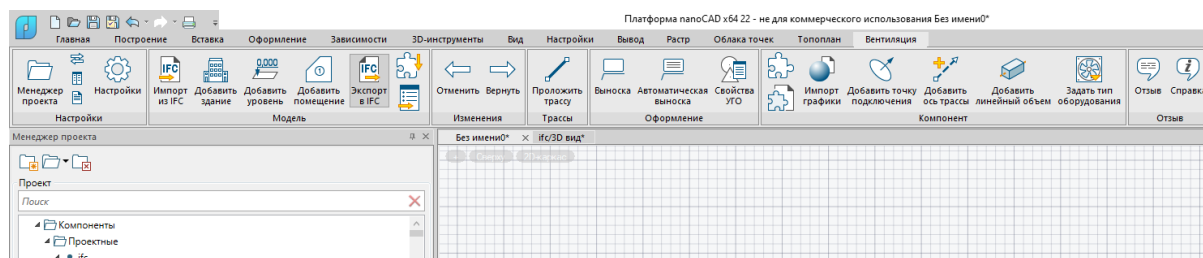 Платформа nanoCAD x64 22 - не для коммерческого использования Без имени0*
Главная Построение Вставка Оформление Зависимости 3D-инструменты Вид Настройки Вывод Растр Облака точек Топоплан Вентиляция
IFC 0,000 IFC
Менеджер проекта Настройки Импорт из IFC Добавить здание Добавить уровень Добавить помещение Экспорт в IFC Отменить Вернуть Проложить трассу Выноска Автоматическая выноска Свойства УГО Импорт графики Добавить точку подключения Добавить ось трассы Добавить линейный объем Задать тип оборудования Отзыв Справка
Настройки Модель Изменения Трассы Оформление Компонент Отзыв
Менеджер проекта Без имени0* ifc/3D вид*
Проект
Поиск
Компоненты
Проектные
ifc